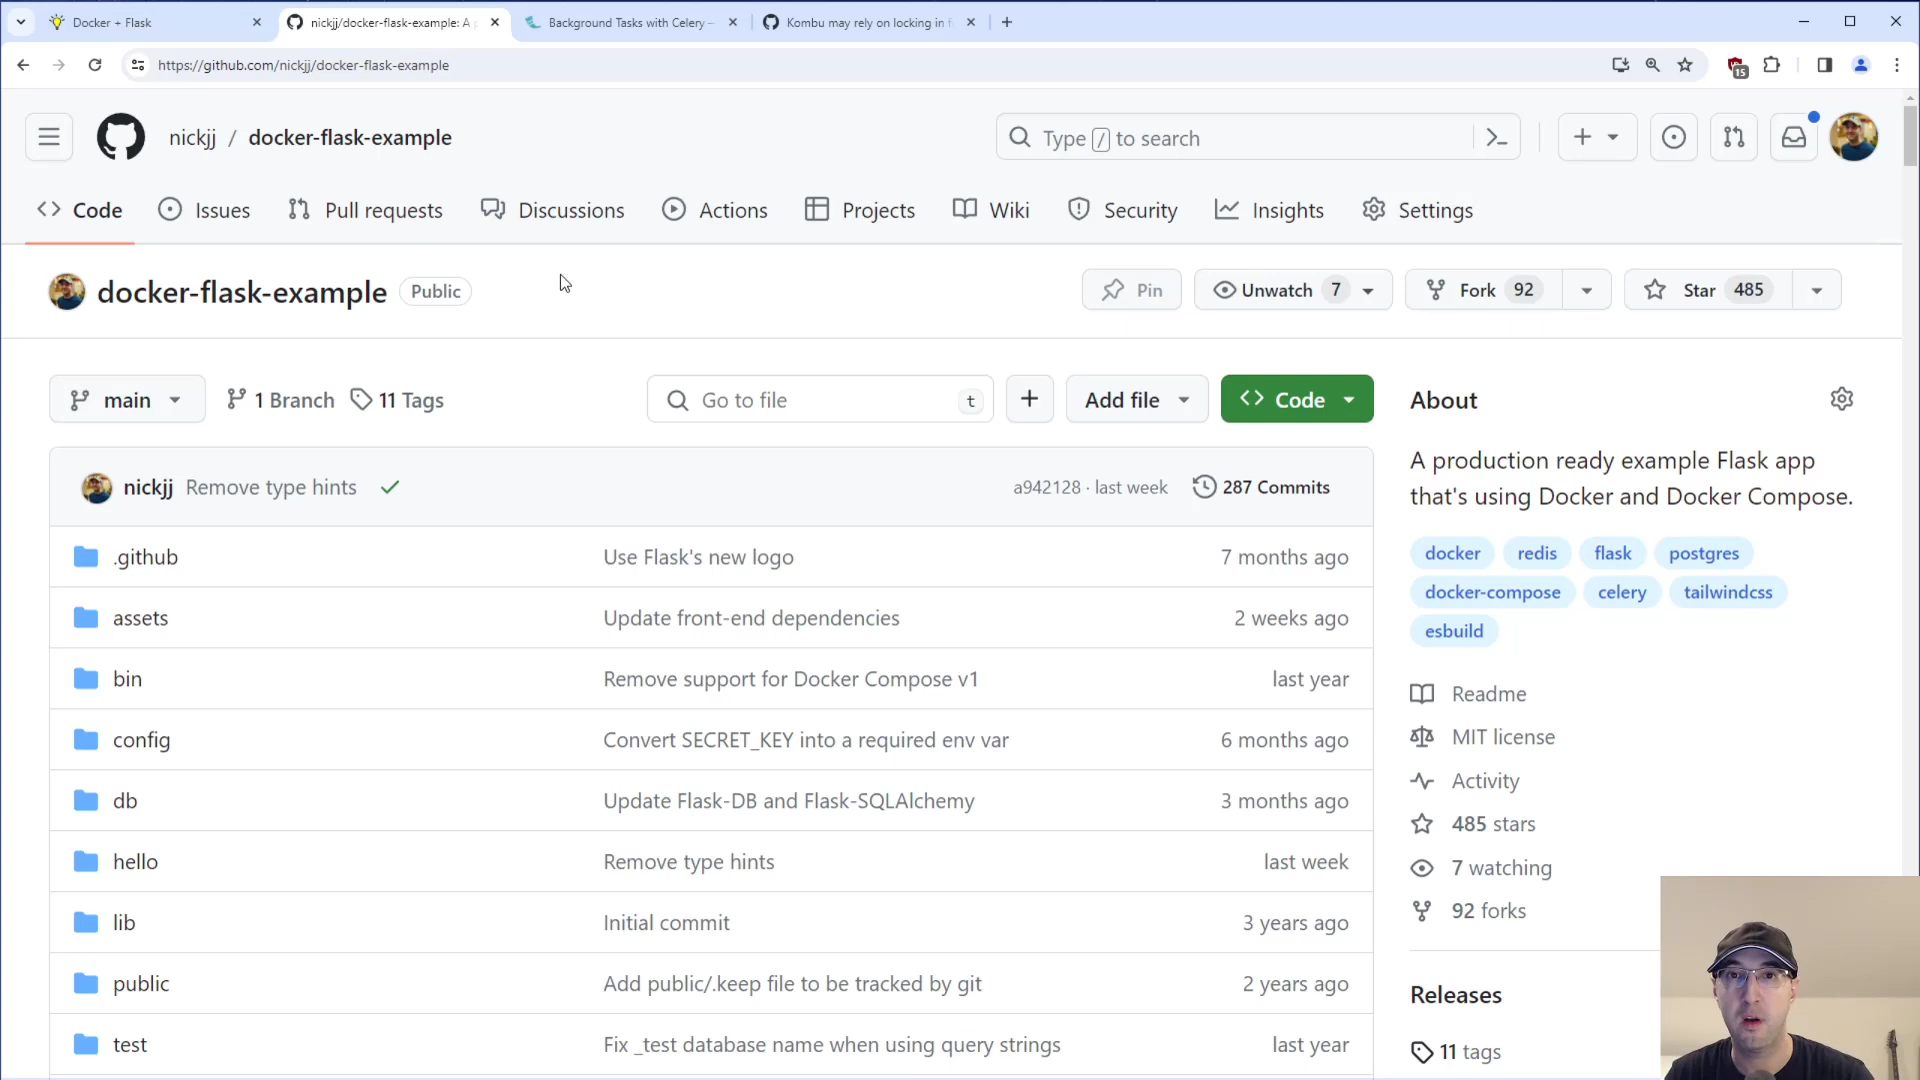 Docker + Flask
nickjj/docker-flask-example: A p
Background Tasks with Celery —
Kombu may rely on locking in f
https://github.com/nickjj/docker-flask-example
15
nickjj / docker-flask-example
Type / to search
Code
Issues
Pull requests
Discussions
Actions
Projects
Wiki
Security
Insights
Settings
docker-flask-example
Public
Pin
Unwatch 7
Fork 92
Star 485
main
1 Branch
11 Tags
Go to file
t
Add file
Code
nickjj Remove type hints
a942128 · last week
287 Commits
.github Use Flask's new logo 7 months ago
assets Update front-end dependencies 2 weeks ago
bin Remove support for Docker Compose v1 last year
config Convert SECRET_KEY into a required env var 6 months ago
db Update Flask-DB and Flask-SQLAlchemy 3 months ago
hello Remove type hints last week
lib Initial commit 3 years ago
public Add public/.keep file to be tracked by git 2 years ago
test Fix _test database name when using query strings last year
About
A production ready example Flask app
that's using Docker and Docker Compose.
docker redis flask postgres
docker-compose celery tailwindcss
esbuild
Readme
MIT license
Activity
485 stars
7 watching
92 forks
Releases
11 tags